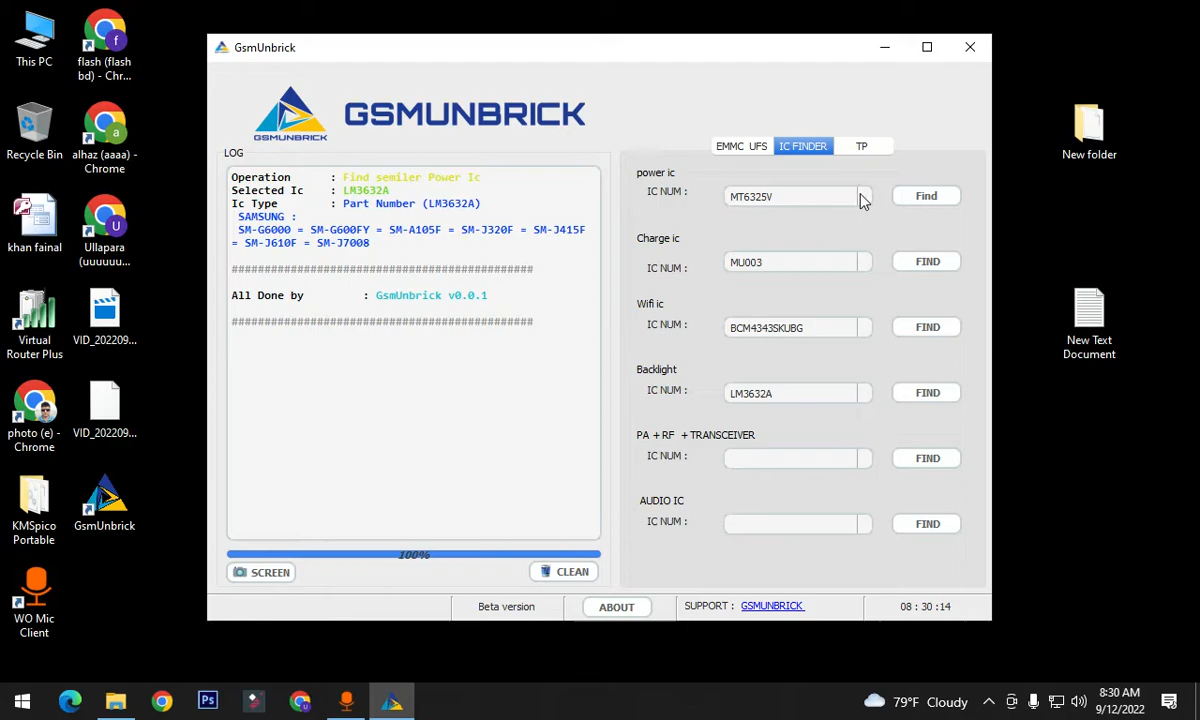 This PC
flash (flash
bd) - Chr...
Recycle Bin
alhaz (aaaa) -
Chrome
khan fainal
Ullapara
(uuuuuu...
Virtual
Router Plus
VID_202209...
photo (e) -
Chrome
VID_202209...
KMSpico
Portable
GsmUnbrick
WO Mic
Client
GsmUnbrick
GSMUNBRICK
GSMUNBRICK
LOG
Operation : Find semiler Power Ic
Selected Ic : LM3632A
Ic Type : Part Number (LM3632A)
SAMSUNG :
SM-G6000 = SM-G600FY = SM-A105F = SM-J320F = SM-J415F
= SM-J610F = SM-J7008
##############################################
All Done by : GsmUnbrick v0.0.1
##############################################
100%
SCREEN
CLEAN
EMMC UFS IC FINDER TP
power ic
IC NUM : MT6325V Find
Charge ic
IC NUM : MU003 FIND
Wifi ic
IC NUM : BCM4343SKUBG FIND
Backlight
IC NUM : LM3632A FIND
PA +RF +TRANSCEIVER
IC NUM : FIND
AUDIO IC
IC NUM : FIND
Beta version ABOUT SUPPORT : GSMUNBRICK 08 : 30 : 14
New folder
New Text
Document
Ps
79°F Cloudy
8:30 AM
9/12/2022